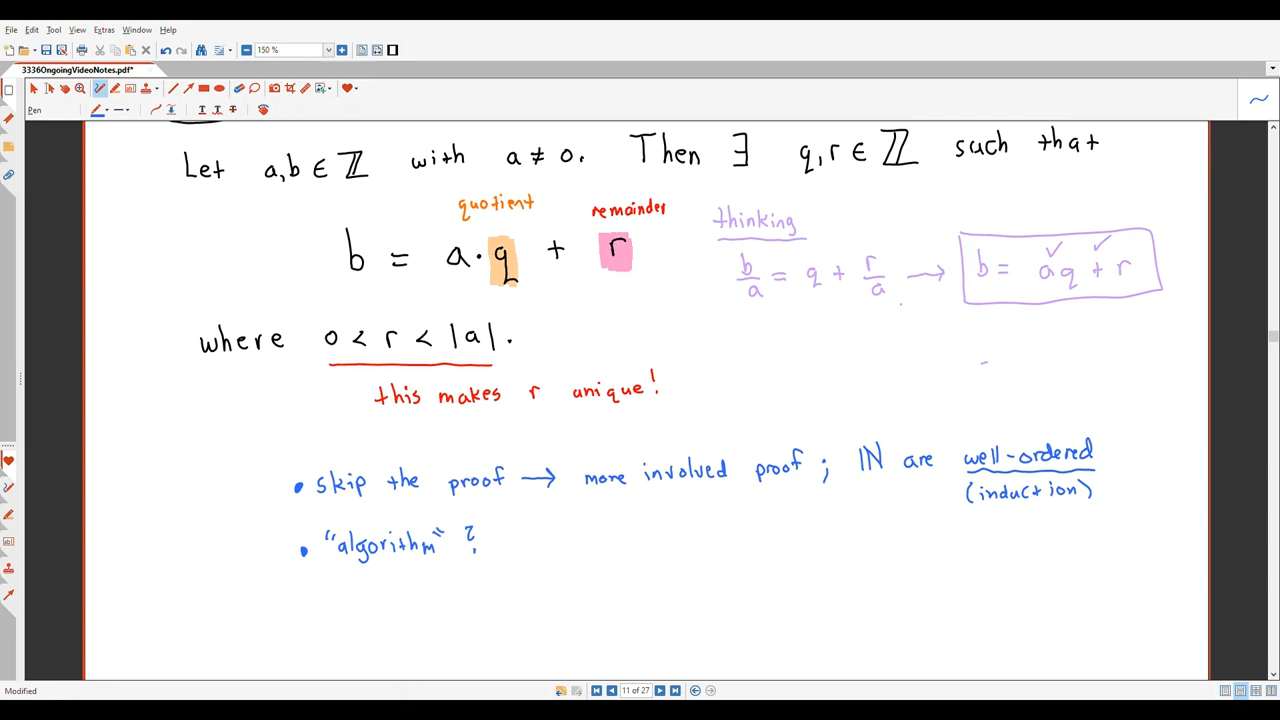 File Edit Tool View Extras Window Help
150 %
3336OngoingVideoNotes.pdf*
Pen
Let a,b ∈ ℤ with a ≠ 0. Then ∃ q,r ∈ ℤ such that
quotient remainder
b = a · q + r
thinking
b/a = q + r/a → b = aq + r
where 0 < r < |a|.
this makes r unique!
• skip the proof → more involved proof ; ℕ are well-ordered
(induction)
• "algorithm" ?
Modified
11 of 27